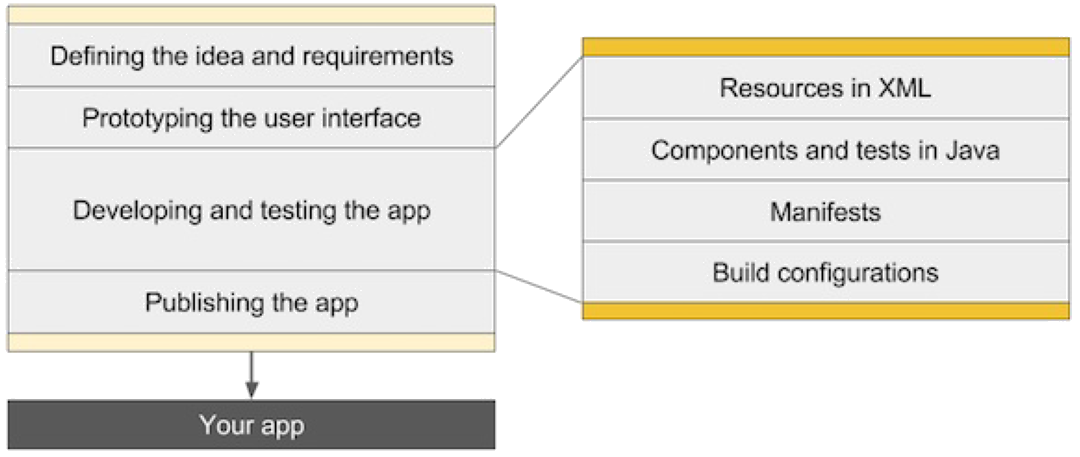 Defining the idea and requirements
Prototyping the user interface
Developing and testing the app
Publishing the app
Your app
Resources in XML
Components and tests in Java
Manifests
Build configurations